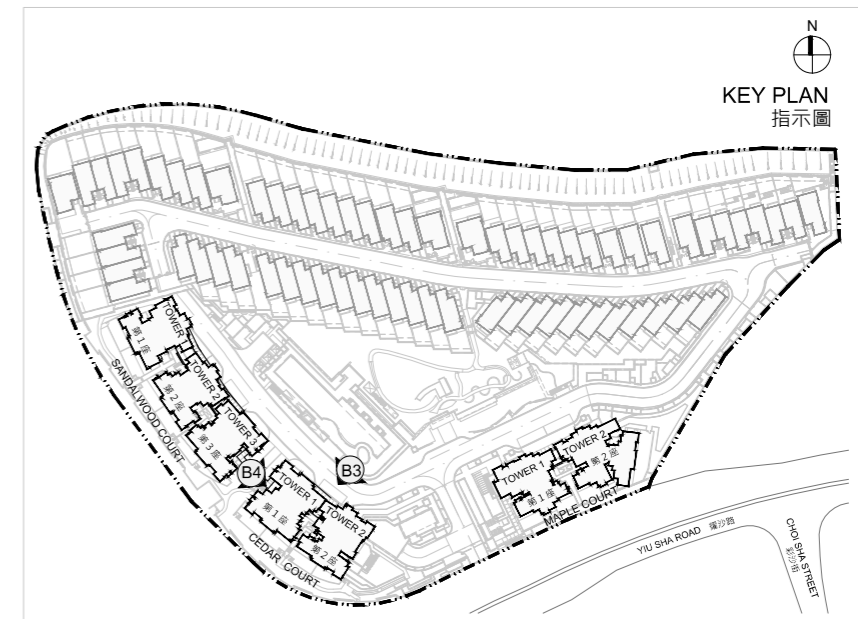 N
KEY PLAN
指示圖
TOWER 1
第1座
TOWER 2
第2座
TOWER 3
第3座
SANDALWOOD COURT
B4
B3
TOWER 1
第1座
TOWER 2
第2座
CEDAR COURT
TOWER 1
第1座
TOWER 2
第2座
MAPLE COURT
YIU SHA ROAD 耀沙路
CHOI SHA STREET
彩沙街